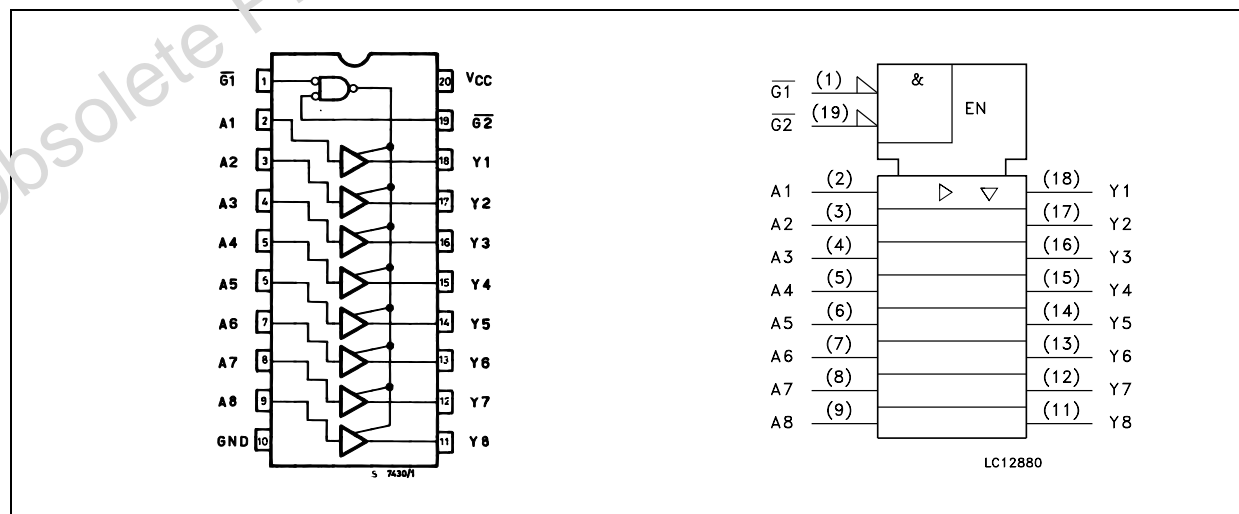 obsolete P
G1 1 20 VCC
A1 2 19 G2
A2 3 18 Y1
A3 4 17 Y2
A4 5 16 Y3
A5 6 15 Y4
A6 7 14 Y5
A7 8 13 Y6
A8 9 12 Y7
GND 10 11 Y8
S 7430/1
& EN
G1 (1)
G2 (19)
A1 (2) (18) Y1
A2 (3) (17) Y2
A3 (4) (16) Y3
A4 (5) (15) Y4
A5 (6) (14) Y5
A6 (7) (13) Y6
A7 (8) (12) Y7
A8 (9) (11) Y8
LC12880